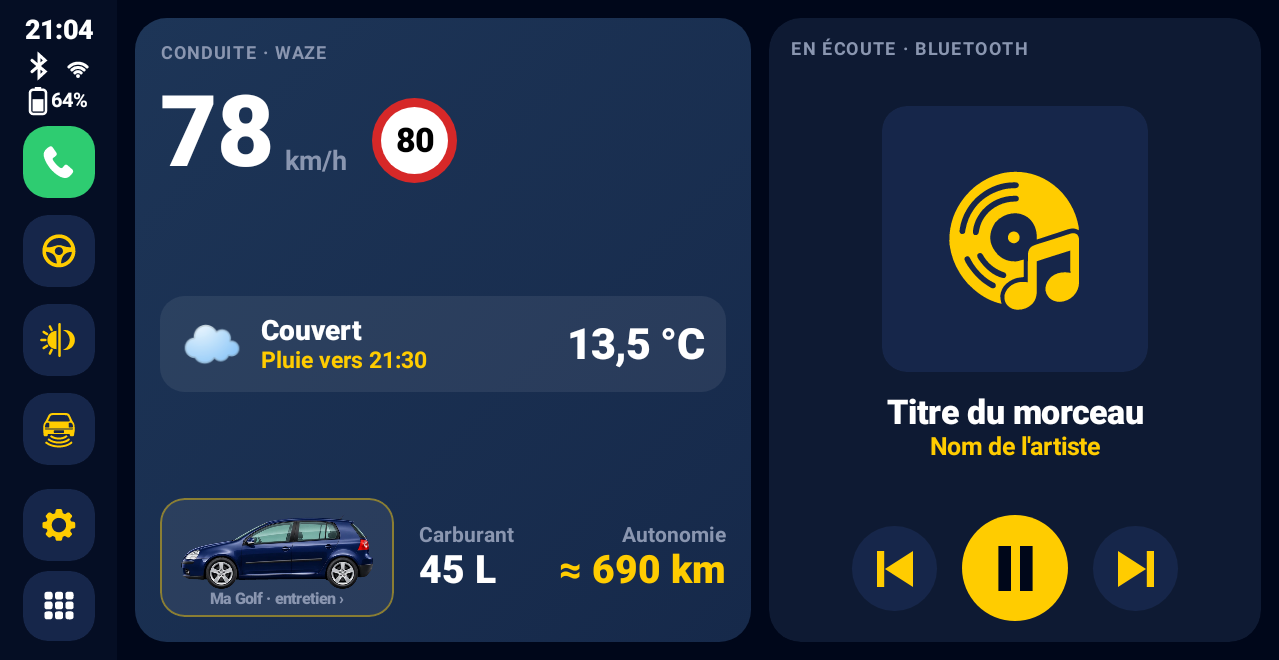 21:04
64%
CONDUITE · WAZE
78 km/h
80
Couvert
Pluie vers 21:30
13,5 °C
Ma Golf · entretien ›
Carburant
45 L
Autonomie
≈ 690 km
EN ÉCOUTE · BLUETOOTH
Titre du morceau
Nom de l'artiste